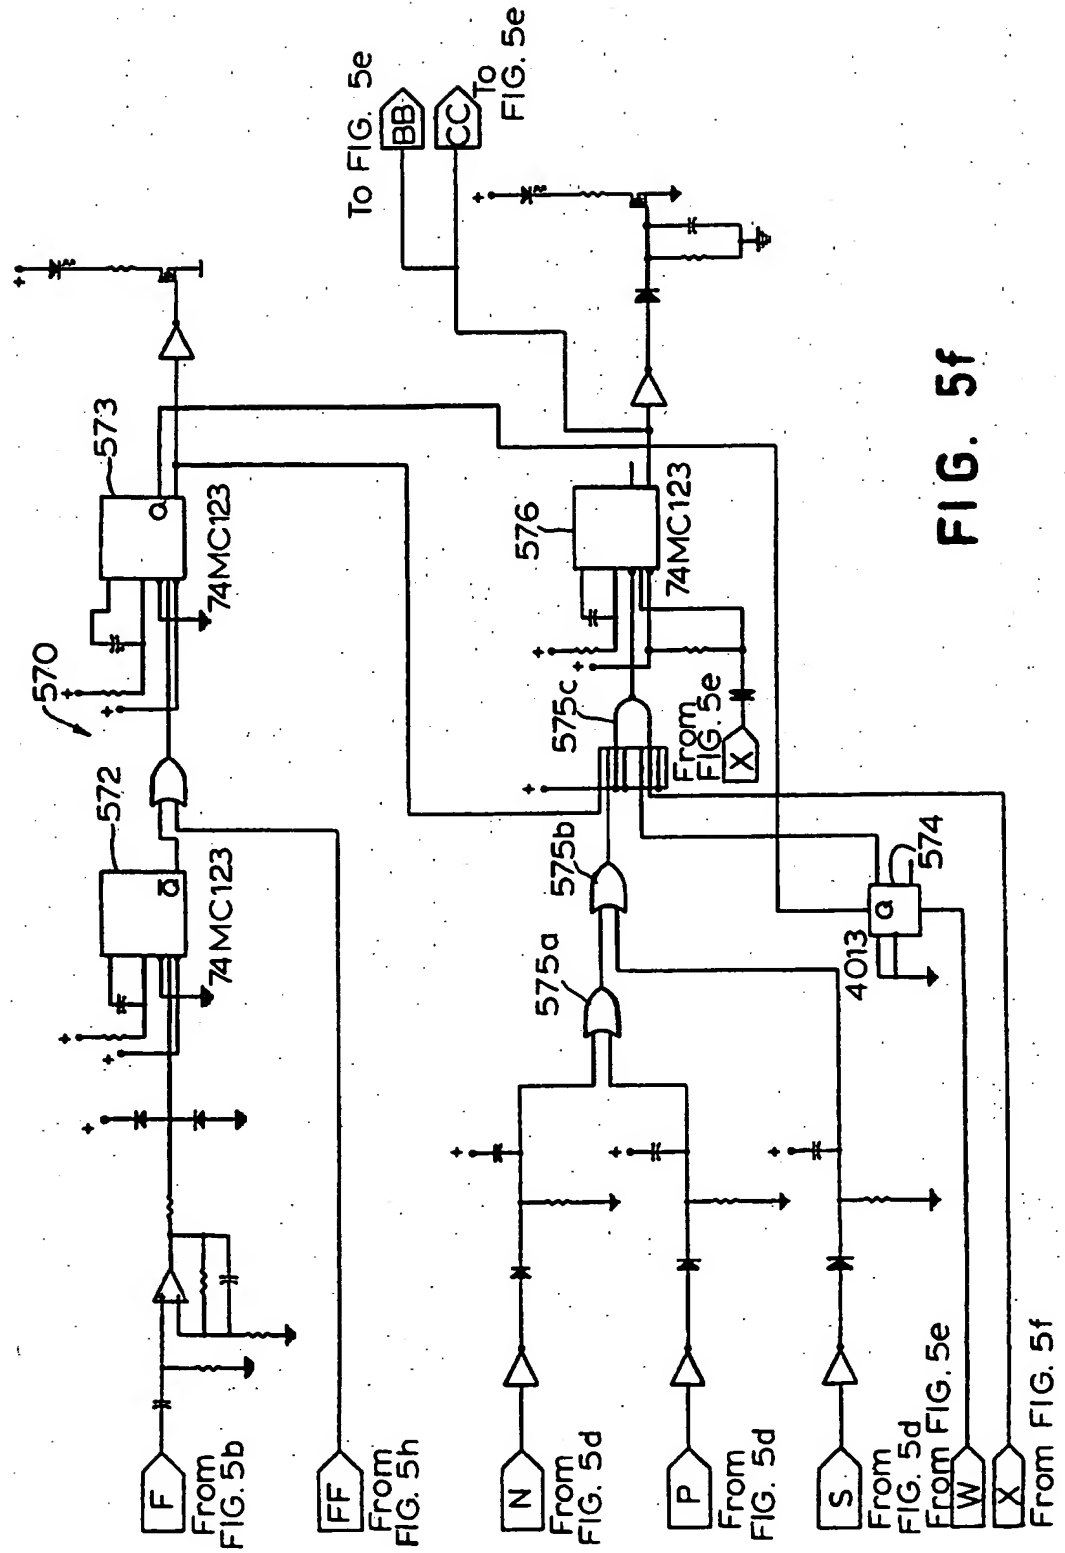 F
From
FIG. 5b
FF
From
FIG. 5h
N
From
FIG. 5d
P
From
FIG. 5d
S
From
FIG. 5d
From FIG. 5e
W
X
From FIG. 5f
+
+
+
Q̅
74MC123
572
570
+
+
Q
74MC123
573
+
+
+
+
575a
575b
575c
+
4013
Q
574
From
FIG. 5e
X
+
+
576
74MC123
+
To FIG. 5e
BB
CC
To
FIG. 5e
FIG. 5f